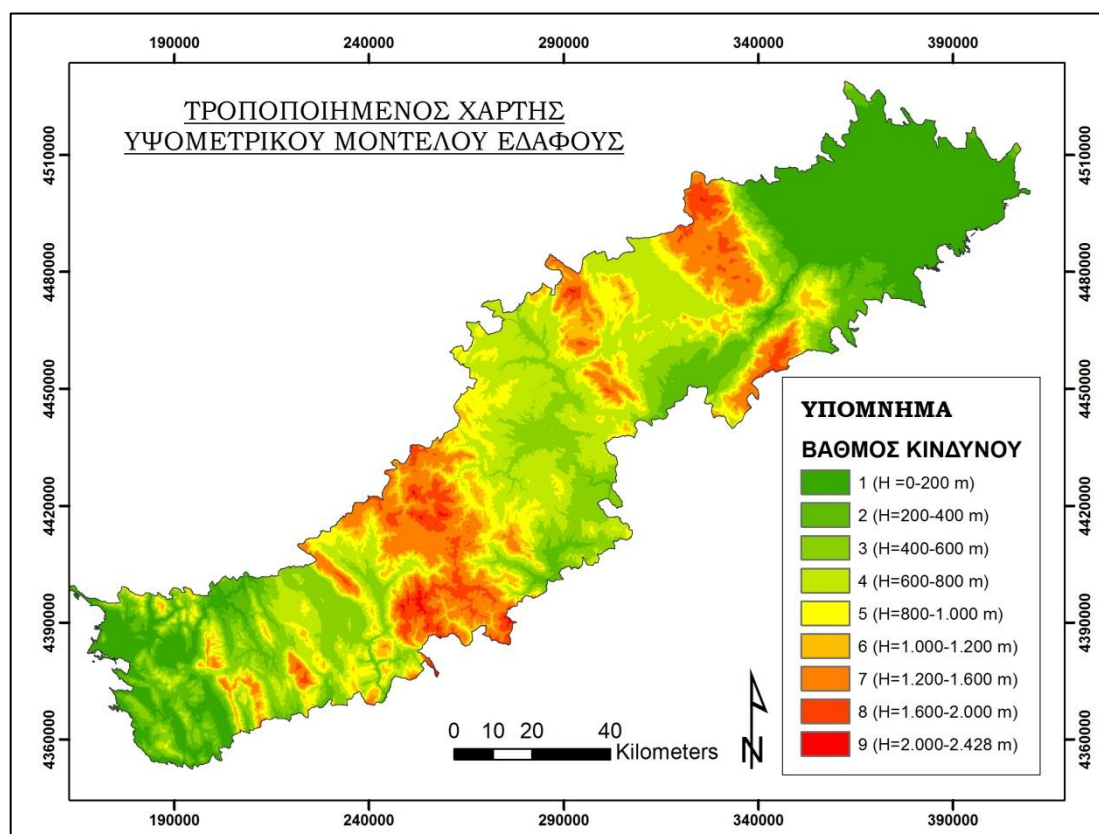 190000 240000 290000 340000 390000
ΤΡΟΠΟΠΟΙΗΜΕΝΟΣ ΧΑΡΤΗΣ
ΥΨΟΜΕΤΡΙΚΟΥ ΜΟΝΤΕΛΟΥ ΕΔΑΦΟΥΣ
4510000 4510000
4480000 4480000
4450000 4450000
4420000 4420000
4390000 4390000
4360000 4360000
ΥΠΟΜΝΗΜΑ
ΒΑΘΜΟΣ ΚΙΝΔΥΝΟΥ
1 (H =0-200 m)
2 (H=200-400 m)
3 (H=400-600 m)
4 (H=600-800 m)
5 (H=800-1.000 m)
6 (H=1.000-1.200 m)
7 (H=1.200-1.600 m)
8 (H=1.600-2.000 m)
9 (H=2.000-2.428 m)
0 10 20 40
Kilometers
N
190000 240000 290000 340000 390000